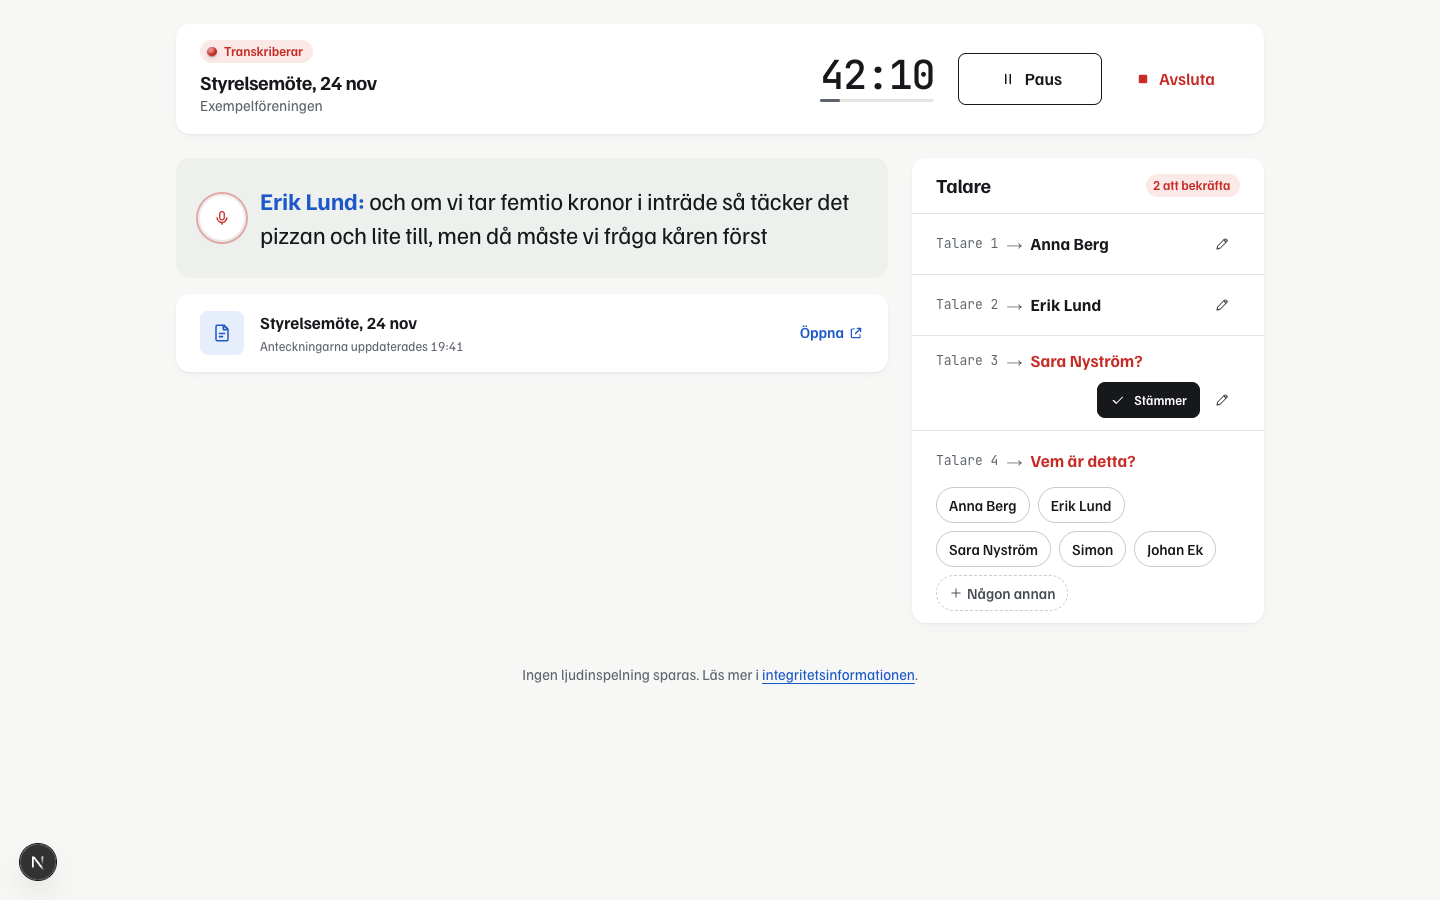 Transkriberar
Styrelsemöte, 24 nov
Exempelföreningen
42:10
Paus
Avsluta
Erik Lund: och om vi tar femtio kronor i inträde så täcker det
pizzan och lite till, men då måste vi fråga kåren först
Styrelsemöte, 24 nov
Anteckningarna uppdaterades 19:41
Öppna
Talare
2 att bekräfta
Talare 1 → Anna Berg
Talare 2 → Erik Lund
Talare 3 → Sara Nyström?
Stämmer
Talare 4 → Vem är detta?
Anna Berg
Erik Lund
Sara Nyström
Simon
Johan Ek
+ Någon annan
Ingen ljudinspelning sparas. Läs mer i integritetsinformationen.
N